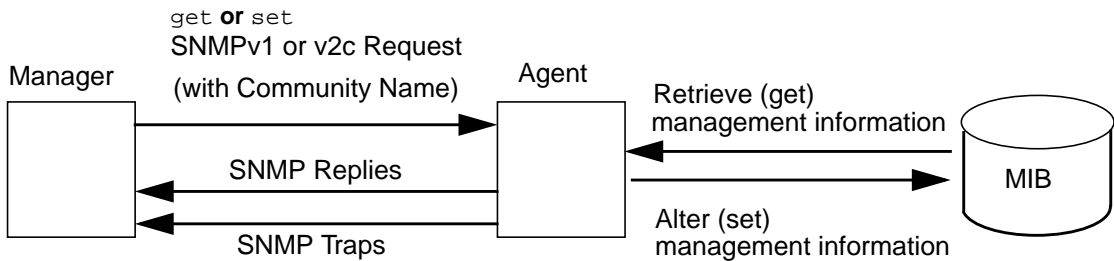 get or set
SNMPv1 or v2c Request
(with Community Name)
Manager
Agent
Retrieve (get)
management information
SNMP Replies
MIB
Alter (set)
management information
SNMP Traps